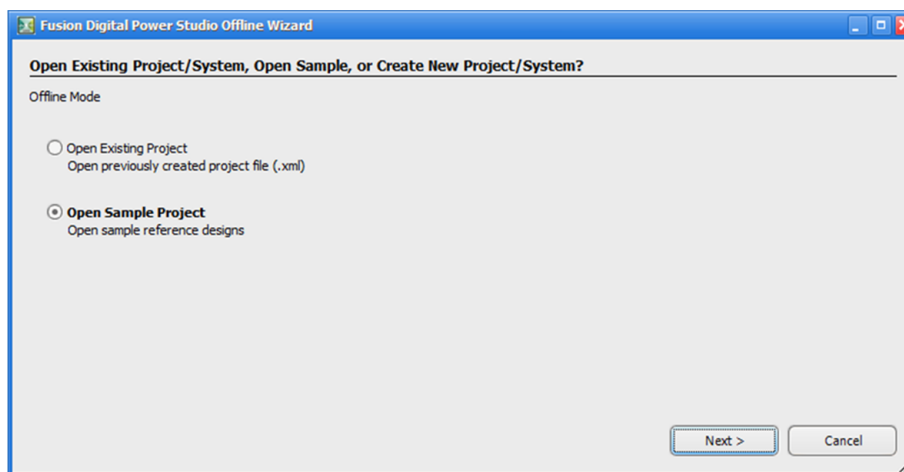 Fusion Digital Power Studio Offline Wizard
Open Existing Project/System, Open Sample, or Create New Project/System?
Offline Mode
Open Existing Project
Open previously created project file (.xml)
Open Sample Project
Open sample reference designs
Next > Cancel